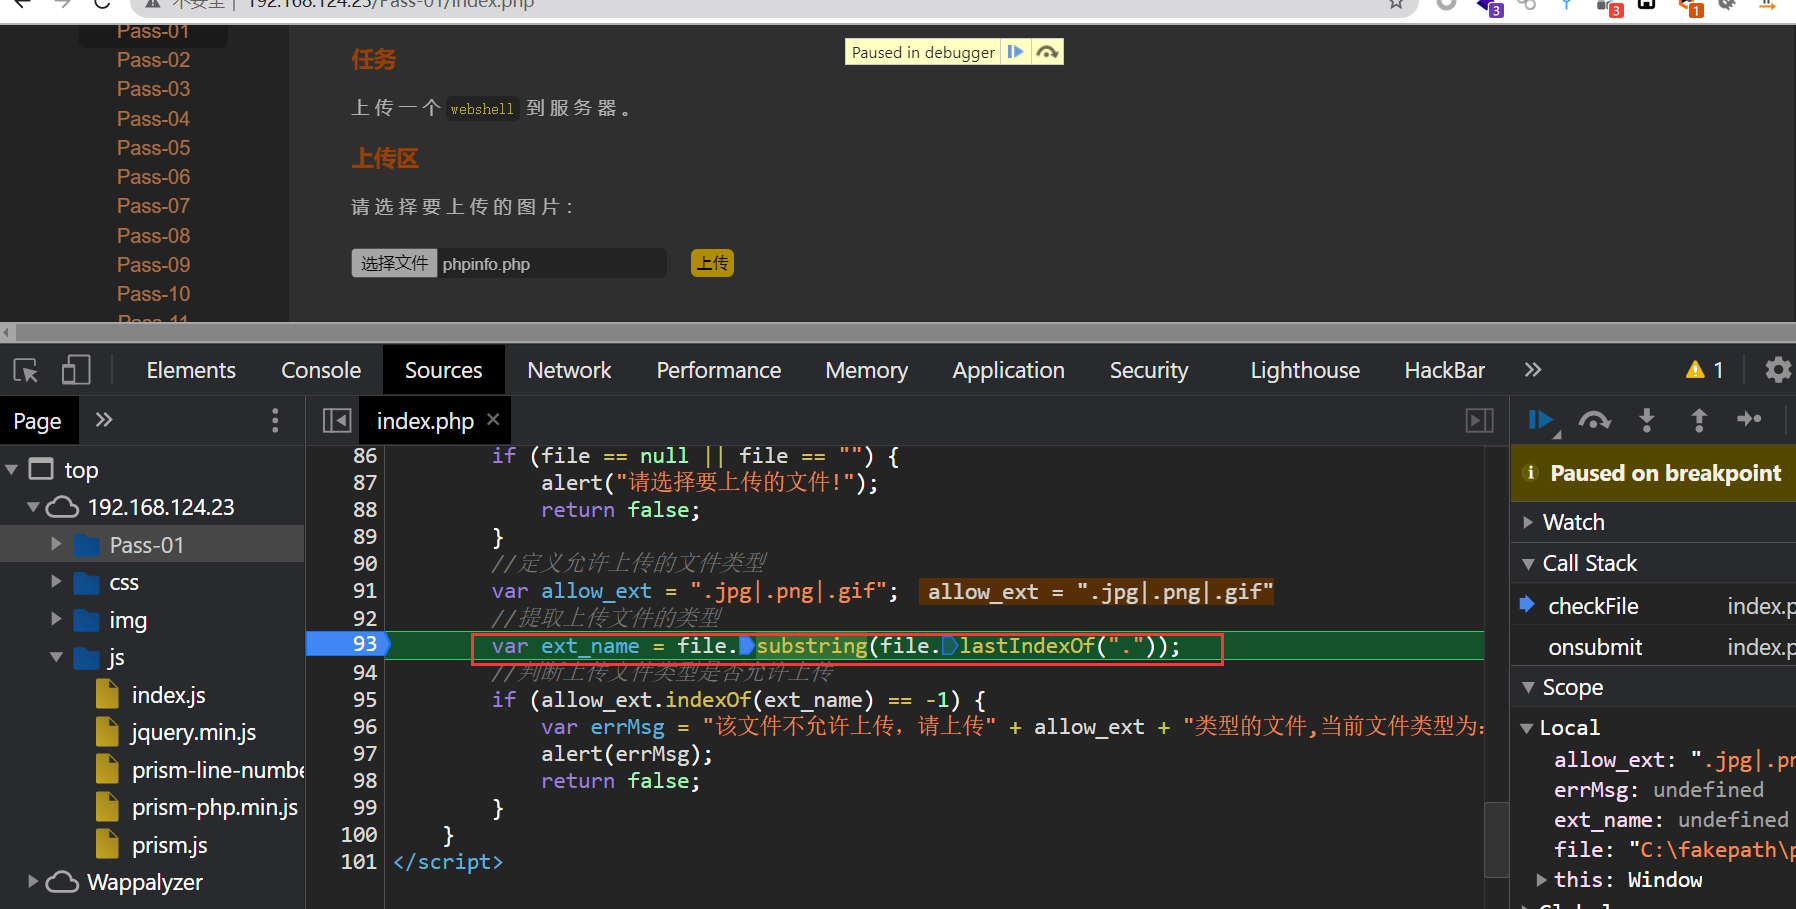 不安全 | 192.168.124.23/Pass-01/index.php
3
3
1
Pass-01
Pass-02
Pass-03
Pass-04
Pass-05
Pass-06
Pass-07
Pass-08
Pass-09
Pass-10
Pass-11
Paused in debugger
任务
上传一个 webshell 到服务器。
上传区
请选择要上传的图片：
选择文件 phpinfo.php
上传
Elements Console Sources Network Performance Memory Application Security Lighthouse HackBar » 1
Page »
index.php ×
top
192.168.124.23
Pass-01
css
img
js
index.js
jquery.min.js
prism-line-numbe
prism-php.min.js
prism.js
Wappalyzer
86 if (file == null || file == "") {
87 alert("请选择要上传的文件!");
88 return false;
89 }
90 //定义允许上传的文件类型
91 var allow_ext = ".jpg|.png|.gif"; allow_ext = ".jpg|.png|.gif"
92 //提取上传文件的类型
93 var ext_name = file.substring(file.lastIndexOf("."));
94 //判断上传文件类型是否允许上传
95 if (allow_ext.indexOf(ext_name) == -1) {
96 var errMsg = "该文件不允许上传，请上传" + allow_ext + "类型的文件,当前文件类型为：
97 alert(errMsg);
98 return false;
99 }
100 }
101 </script>
Paused on breakpoint
Watch
Call Stack
checkFile index.p
onsubmit index.p
Scope
Local
allow_ext: ".jpg|.pn
errMsg: undefined
ext_name: undefined
file: "C:\fakepath\p
this: Window
Global